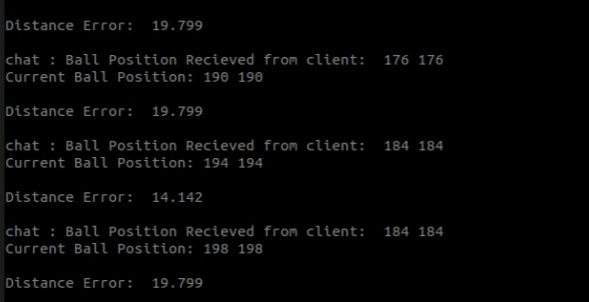 Distance Error:  19.799
chat : Ball Position Recieved from client:  176 176
Current Ball Position: 190 190
Distance Error:  19.799
chat : Ball Position Recieved from client:  184 184
Current Ball Position: 194 194
Distance Error:  14.142
chat : Ball Position Recieved from client:  184 184
Current Ball Position: 198 198
Distance Error:  19.799